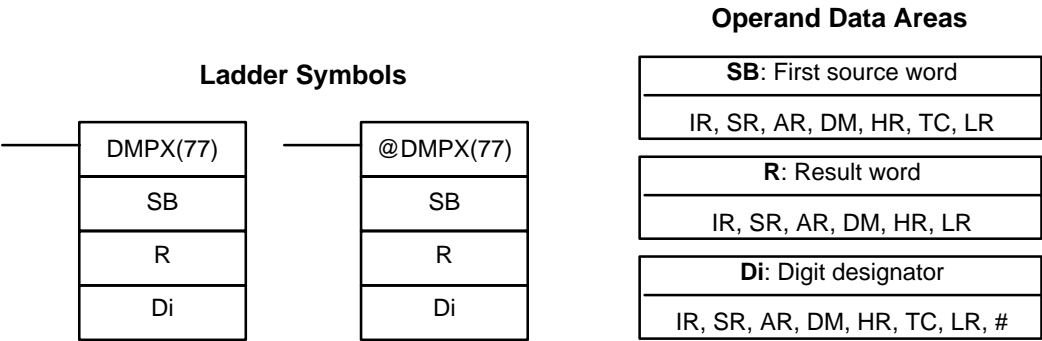 Ladder Symbols
DMPX(77)
SB
R
Di
@DMPX(77)
SB
R
Di
Operand Data Areas
SB: First source word
IR, SR, AR, DM, HR, TC, LR
R: Result word
IR, SR, AR, DM, HR, LR
Di: Digit designator
IR, SR, AR, DM, HR, TC, LR, #